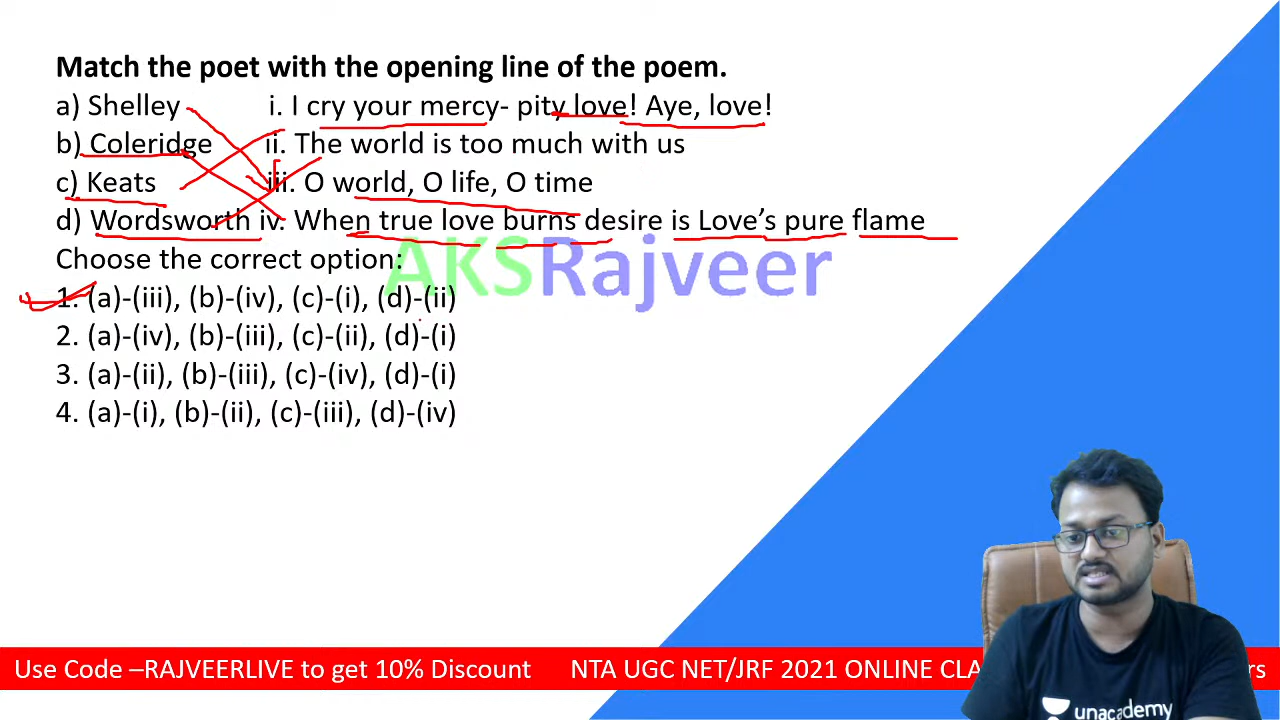 Match the poet with the opening line of the poem.
a) Shelley i. I cry your mercy- pity love! Aye, love!
b) Coleridge ii. The world is too much with us
c) Keats iii. O world, O life, O time
d) Wordsworth iv. When true love burns desire is Love's pure flame
Choose the correct option:
AKSRajveer
1. (a)-(iii), (b)-(iv), (c)-(i), (d)-(ii)
2. (a)-(iv), (b)-(iii), (c)-(ii), (d)-(i)
3. (a)-(ii), (b)-(iii), (c)-(iv), (d)-(i)
4. (a)-(i), (b)-(ii), (c)-(iii), (d)-(iv)
Use Code –RAJVEERLIVE to get 10% Discount NTA UGC NET/JRF 2021 ONLINE CLA
unacademy